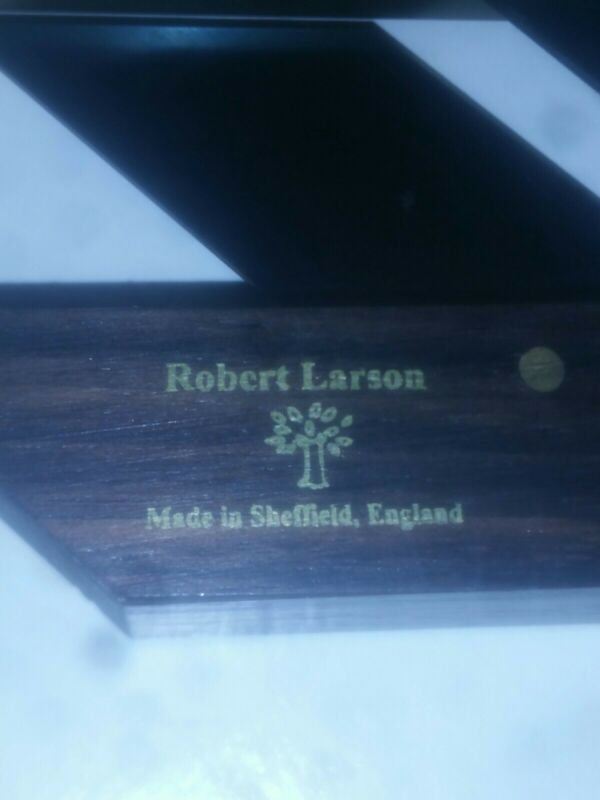 Robert Larson
Made in Sheffield, England